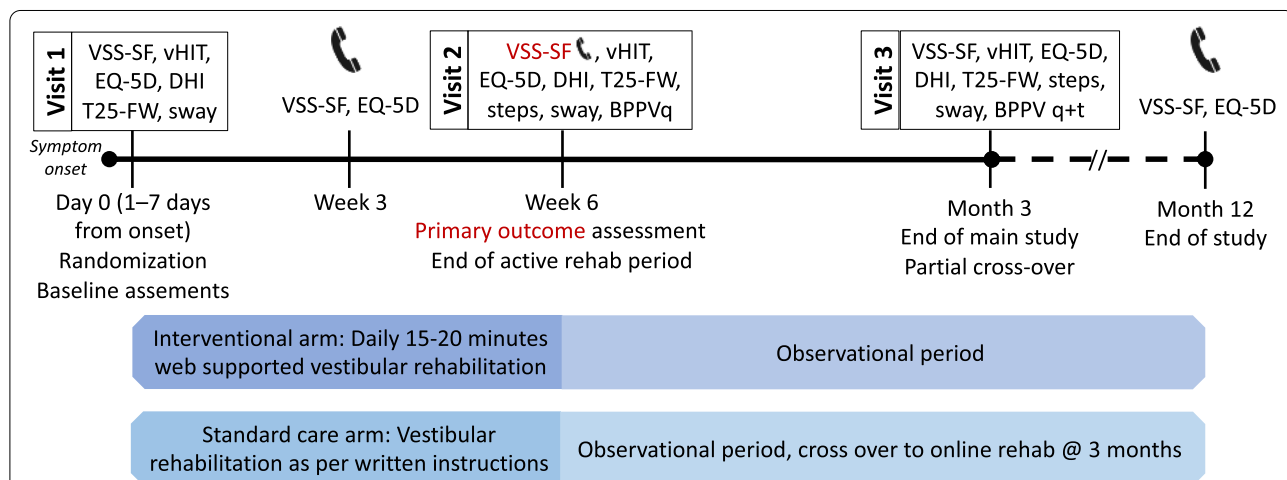 Visit 1
VSS-SF, vHIT,
EQ-5D, DHI
T25-FW, sway
VSS-SF, EQ-5D
Visit 2
VSS-SF , vHIT,
EQ-5D, DHI, T25-FW,
steps, sway, BPPVq
Visit 3
VSS-SF, vHIT, EQ-5D,
DHI, T25-FW, steps,
sway, BPPV q+t
VSS-SF, EQ-5D
Symptom
onset
//
Day 0 (1–7 days
from onset)
Randomization
Baseline assements
Week 3
Week 6
Primary outcome assessment
End of active rehab period
Month 3
End of main study
Partial cross-over
Month 12
End of study
Interventional arm: Daily 15-20 minutes
web supported vestibular rehabilitation
Observational period
Standard care arm: Vestibular
rehabilitation as per written instructions
Observational period, cross over to online rehab @ 3 months